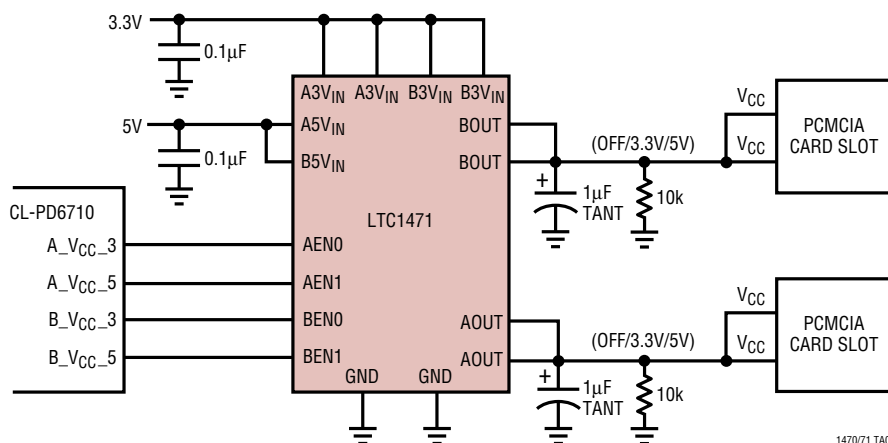 3.3V
0.1µF
A3VIN A3VIN B3VIN B3VIN
5V
A5VIN
B5VIN
0.1µF
BOUT
BOUT
(OFF/3.3V/5V)
VCC
VCC
PCMCIA
CARD SLOT
+
1µF
TANT
10k
LTC1471
CL-PD6710
A_VCC_3
A_VCC_5
B_VCC_3
B_VCC_5
AEN0
AEN1
BEN0
BEN1
GND GND
AOUT
AOUT
(OFF/3.3V/5V)
VCC
VCC
PCMCIA
CARD SLOT
+
1µF
TANT
10k